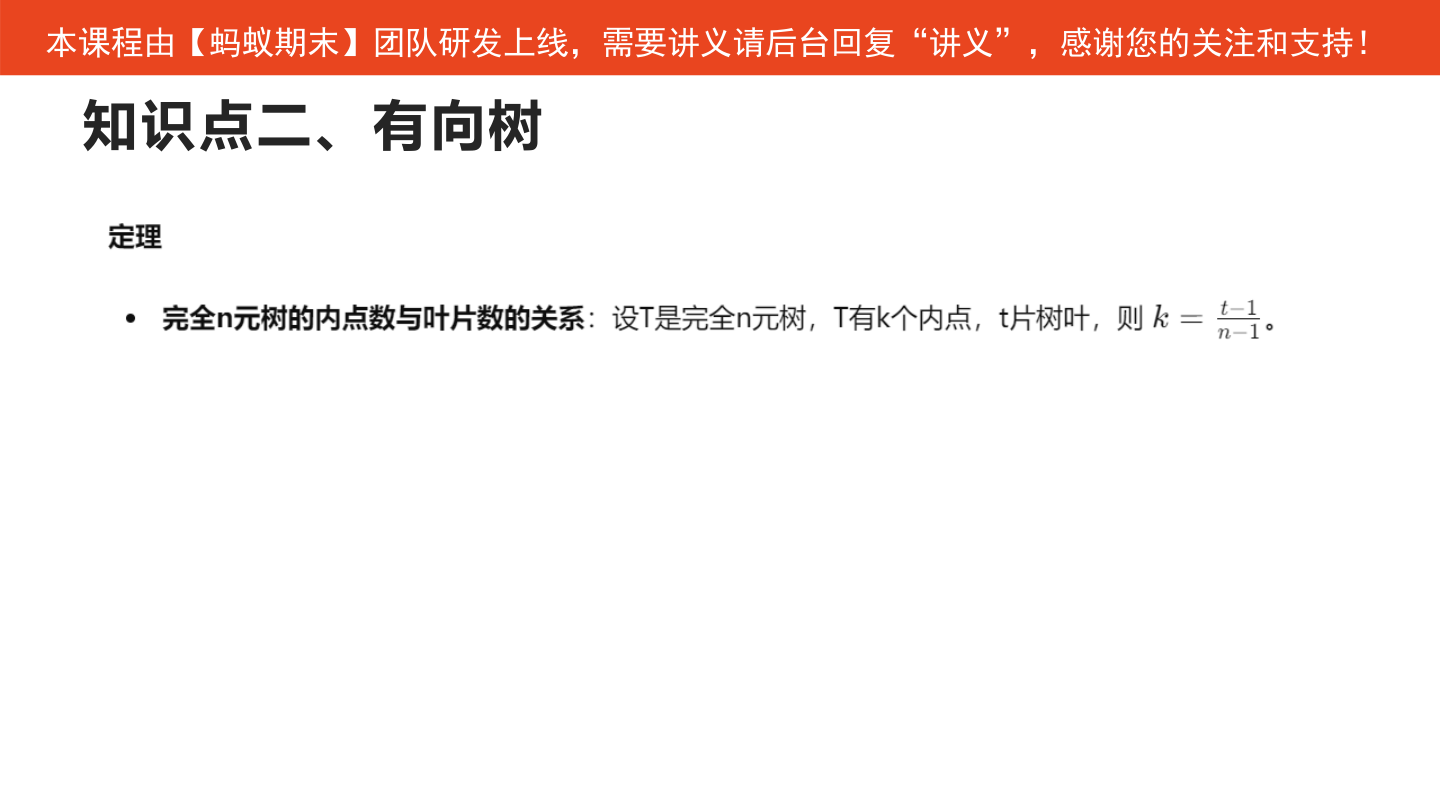 本课程由【蚂蚁期末】团队研发上线，需要讲义请后台回复“讲义”，感谢您的关注和支持！
知识点二、有向树
定理
• 完全n元树的内点数与叶片数的关系：设T是完全n元树，T有k个内点，t片树叶，则 $k = \frac{t-1}{n-1}$。